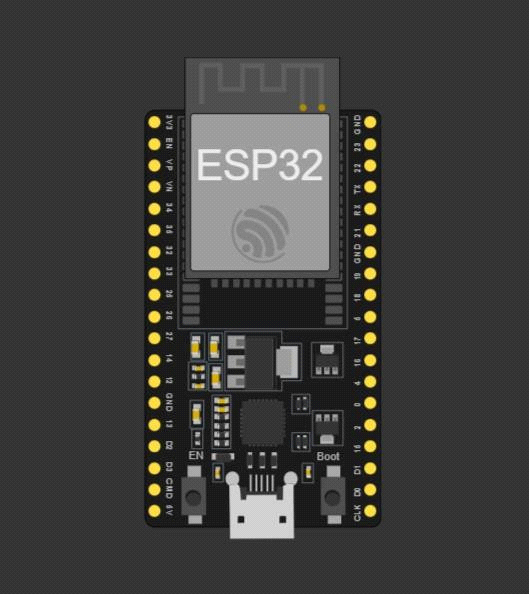 ESP32
3V3
EN
VP
VN
34
35
32
33
25
26
27
14
12
GND
13
D2
D3
CMD
5V
GND
23
22
TX
RX
21
GND
19
18
5
17
16
4
0
2
15
D1
D0
CLK
EN
Boot